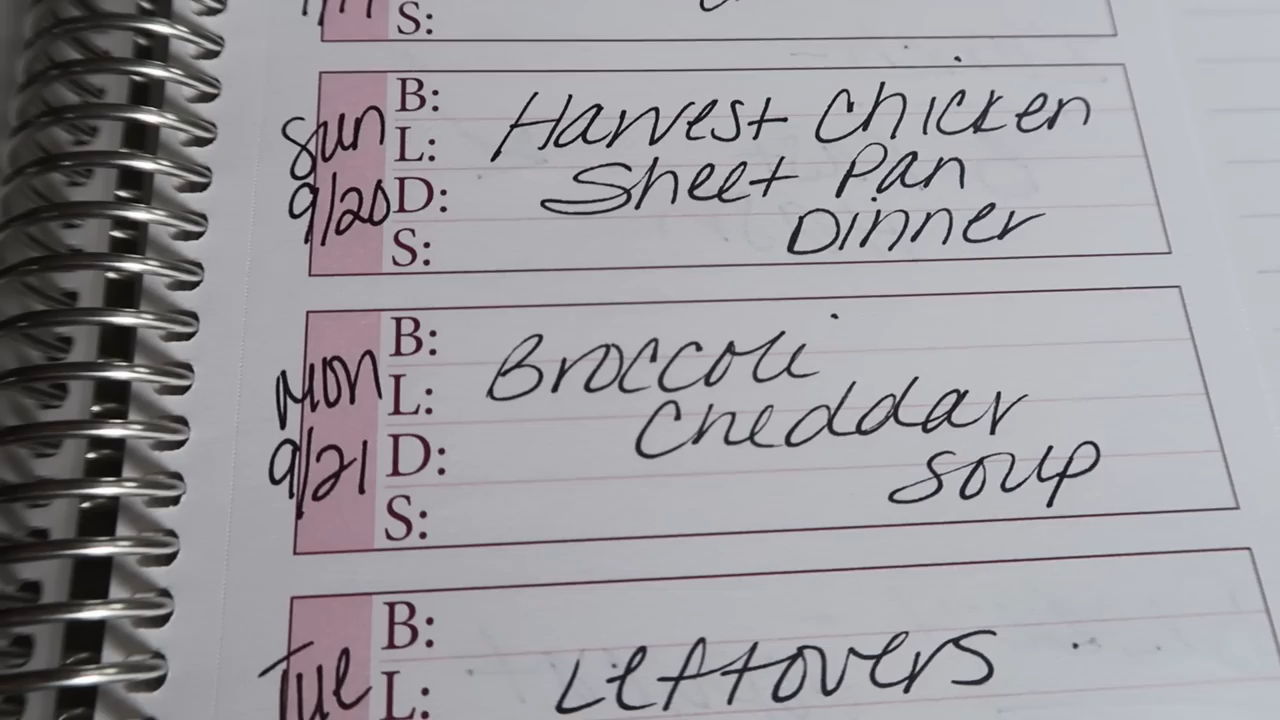 S:
Sun
9/20
B:
L:
D:
S:
Harvest Chicken
Sheet Pan
Dinner
Mon
9/21
B:
L:
D:
S:
Broccoli
Cheddar
Soup
Tue
B:
L:
Leftovers